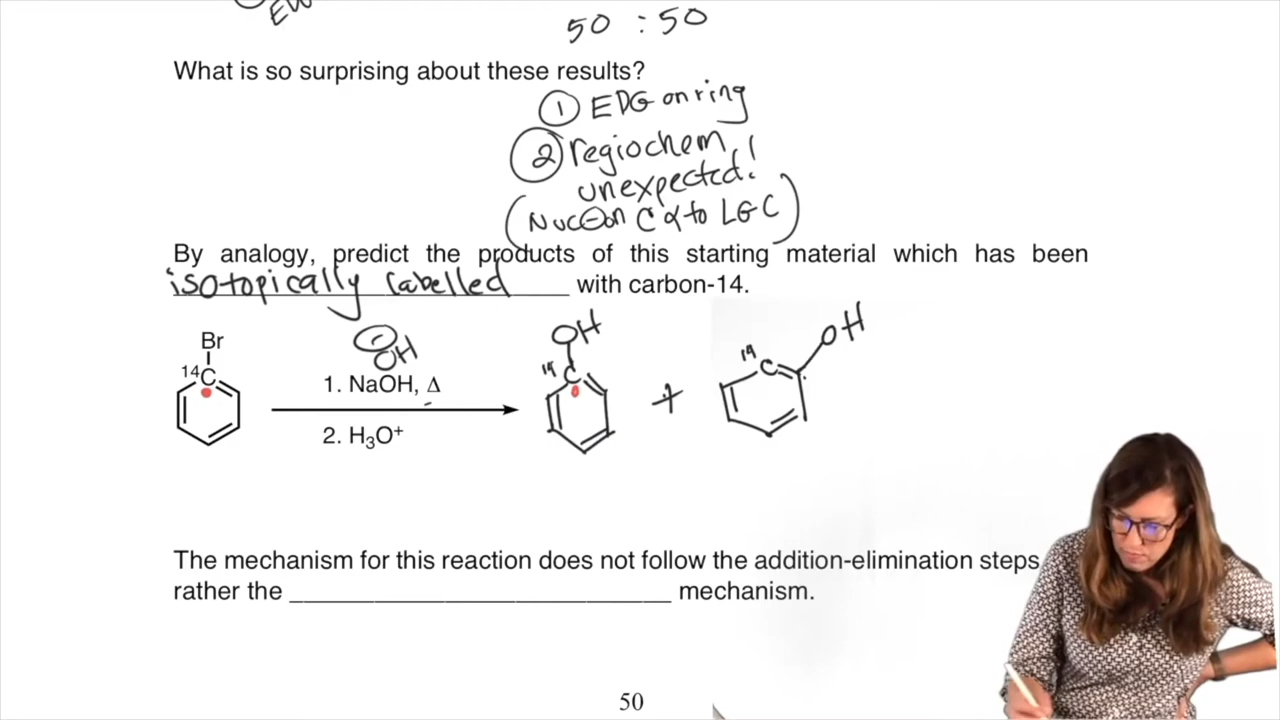 EW
50 : 50
What is so surprising about these results?
① EDG on ring
② regiochem
unexpected!
(Nuc⊖ on C α to LGC)
By analogy, predict the products of this starting material which has been
isotopically labelled with carbon-14.
Br
14C
⊖OH
1. NaOH, Δ
2. H3O+
OH
14C
+
14C
OH
The mechanism for this reaction does not follow the addition-elimination steps
rather the ____________________________ mechanism.
50